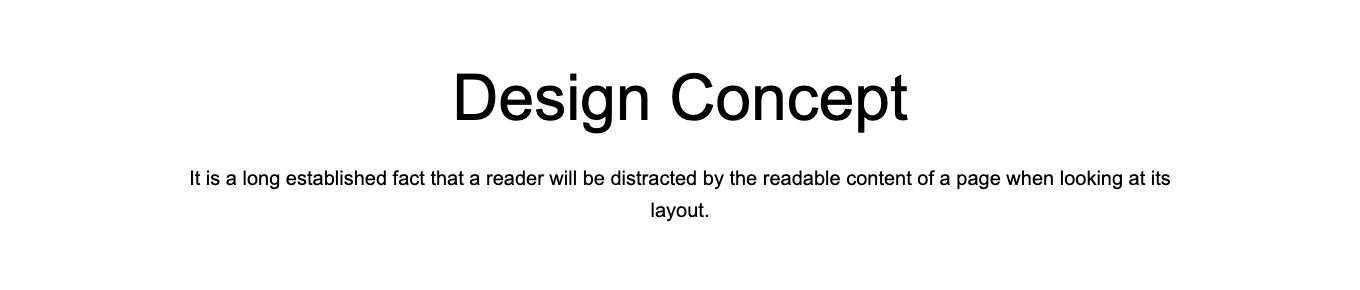 Design Concept
It is a long established fact that a reader will be distracted by the readable content of a page when looking at its
layout.